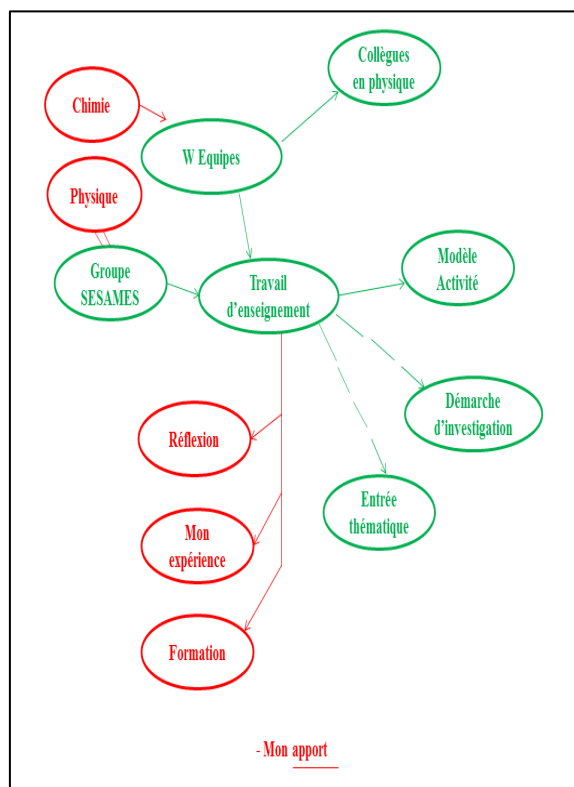 Collègues
en physique
Chimie
W Equipes
Physique
Groupe
SESAMES
Travail
d'enseignement
Modèle
Activité
Démarche
d'investigation
Réflexion
Entrée
thématique
Mon
expérience
Formation
- Mon apport